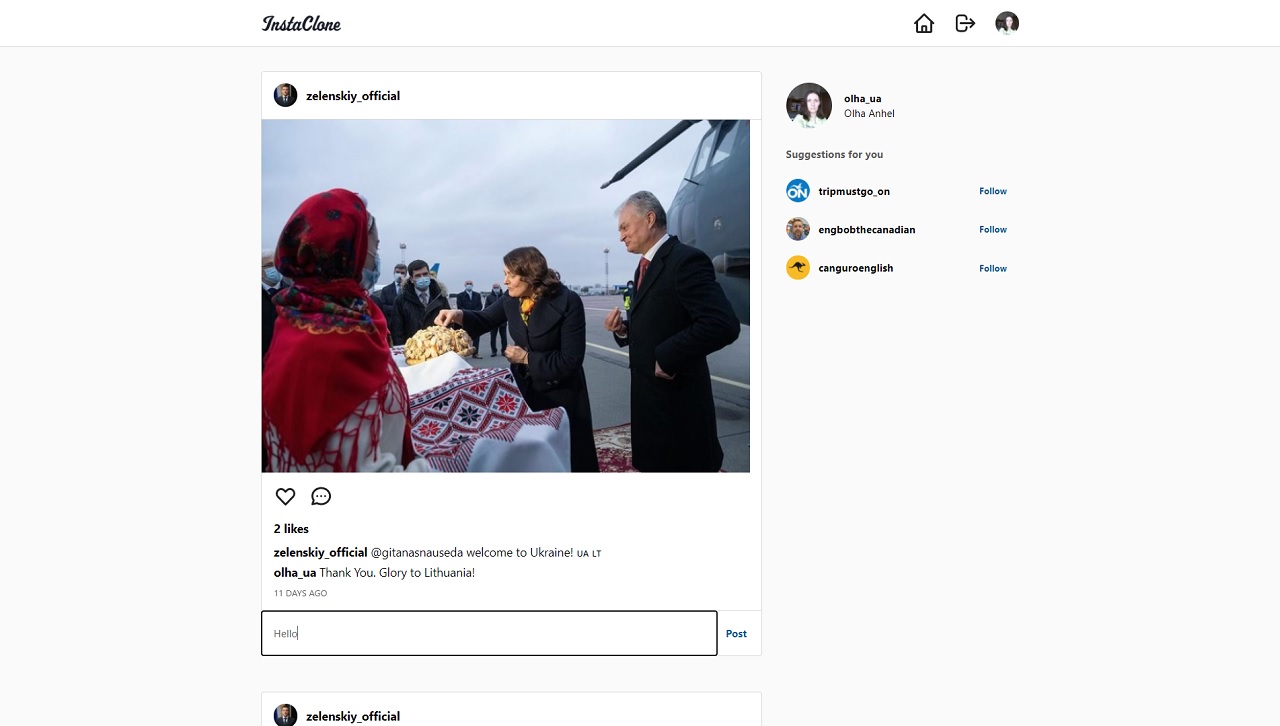 InstaClone
zelenskiy_official
olha_ua
Olha Anhel
Suggestions for you
ON
tripmustgo_on
Follow
engbobthecanadian
Follow
canguroenglish
Follow
2 likes
zelenskiy_official @gitanasnauseda welcome to Ukraine! UA LT
olha_ua Thank You. Glory to Lithuania!
11 DAYS AGO
Hello
Post
zelenskiy_official